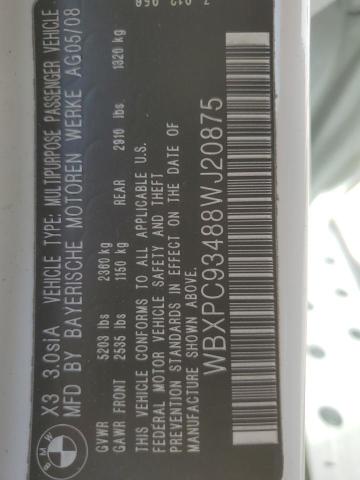 X3 3.0siA VEHICLE TYPE: MULTIPURPOSE PASSENGER VEHICLE
MFD BY BAYERISCHE MOTOREN WERKE AG05/08
GVWR 5203 lbs 2360 kg
GAWR FRONT 2535 lbs 1150 kg REAR 2910 lbs. 1320 kg
THIS VEHICLE CONFORMS TO ALL APPLICABLE U.S.
FEDERAL MOTOR VEHICLE SAFETY AND THEFT
PREVENTION STANDARDS IN EFFECT ON THE DATE OF
MANUFACTURE SHOWN ABOVE.
WBXPC93488WJ20875
BMW